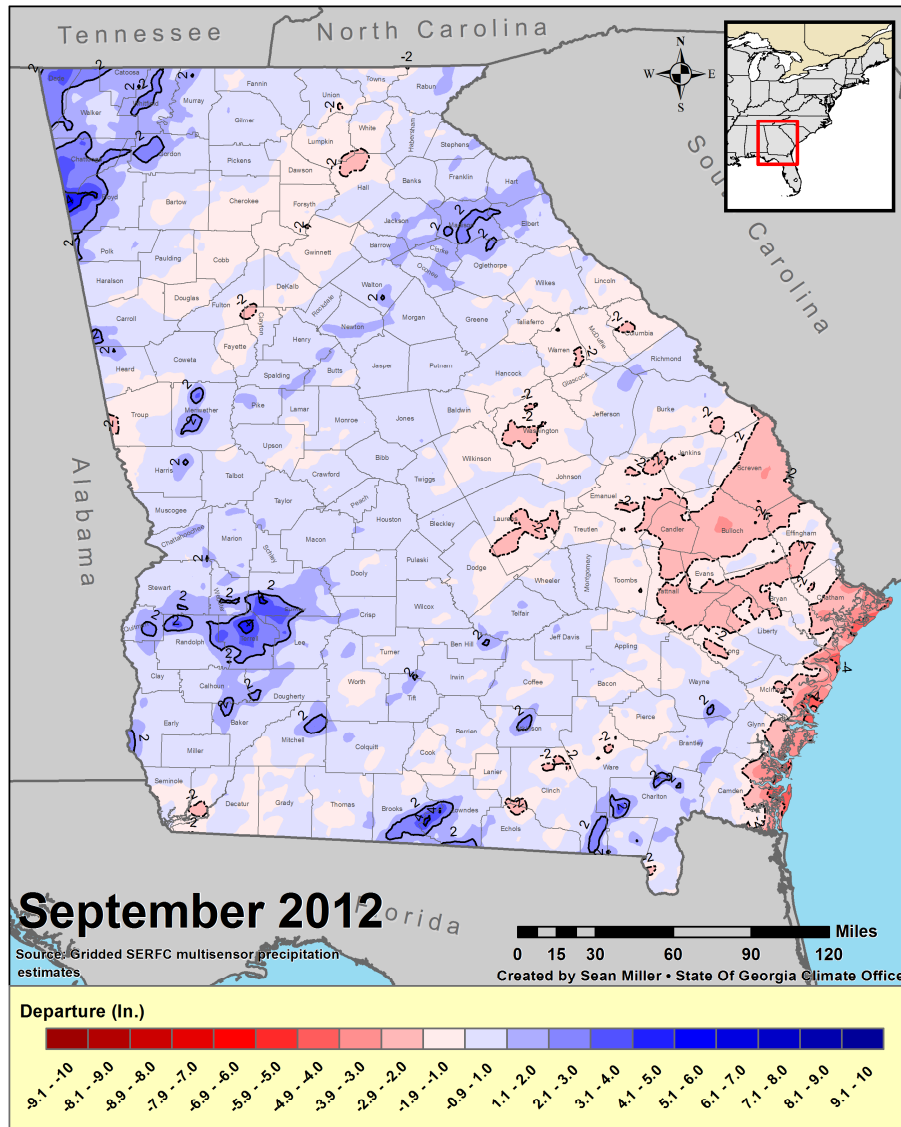 Tennessee
North Carolina
South Carolina
Alabama
Florida
N
W E
S
-2
Catoosa
Fannin
Towns
Rabun
Union
Walker
Whitfield
Murray
Gilmer
White
Lumpkin
Habersham
Stephens
Chattooga
Gordon
Pickens
Dawson
Hall
Banks
Franklin
Hart
Floyd
Bartow
Cherokee
Forsyth
Jackson
Madison
Elbert
Polk
Paulding
Cobb
Gwinnett
Barrow
Clarke
Oconee
Oglethorpe
Haralson
Douglas
Fulton
DeKalb
Rockdale
Walton
Morgan
Greene
Wilkes
Lincoln
Taliaferro
McDuffie
Columbia
Carroll
Clayton
Fayette
Henry
Newton
Warren
Heard
Coweta
Spalding
Butts
Jasper
Putnam
Hancock
Glascock
Richmond
Troup
Meriwether
Pike
Lamar
Monroe
Jones
Baldwin
Washington
Jefferson
Burke
Upson
Harris
Talbot
Crawford
Bibb
Twiggs
Wilkinson
Johnson
Jenkins
Screven
Emanuel
Muscogee
Taylor
Peach
Houston
Bleckley
Laurens
Treutlen
Candler
Bulloch
Effingham
Chattahoochee
Marion
Schley
Macon
Dooly
Pulaski
Dodge
Wheeler
Montgomery
Toombs
Evans
Tattnall
Bryan
Chatham
Stewart
Crisp
Wilcox
Telfair
Liberty
Long
Randolph
Lee
Turner
Ben Hill
Jeff Davis
Appling
Clay
Calhoun
Dougherty
Worth
Tift
Irwin
Coffee
Bacon
Wayne
McIntosh
Early
Baker
Mitchell
Colquitt
Cook
Berrien
Pierce
Brantley
Glynn
Miller
Lanier
Clinch
Ware
Charlton
Camden
Seminole
Decatur
Grady
Thomas
Brooks
Lowndes
Echols
-4
September 2012
Source: Gridded SERFC multisensor precipitation
estimates
Miles
0 15 30 60 90 120
Created by Sean Miller • State Of Georgia Climate Office
Departure (In.)
-9.1 - -10
-8.1 - -9.0
-7.9 - -8.0
-6.9 - -7.0
-5.9 - -6.0
-4.9 - -5.0
-3.9 - -4.0
-2.9 - -3.0
-1.9 - -2.0
-0.9 - -1.0
1.1 - 2.0
2.1 - 3.0
3.1 - 4.0
4.1 - 5.0
5.1 - 6.0
6.1 - 7.0
7.1 - 8.0
8.1 - 9.0
9.1 - 10